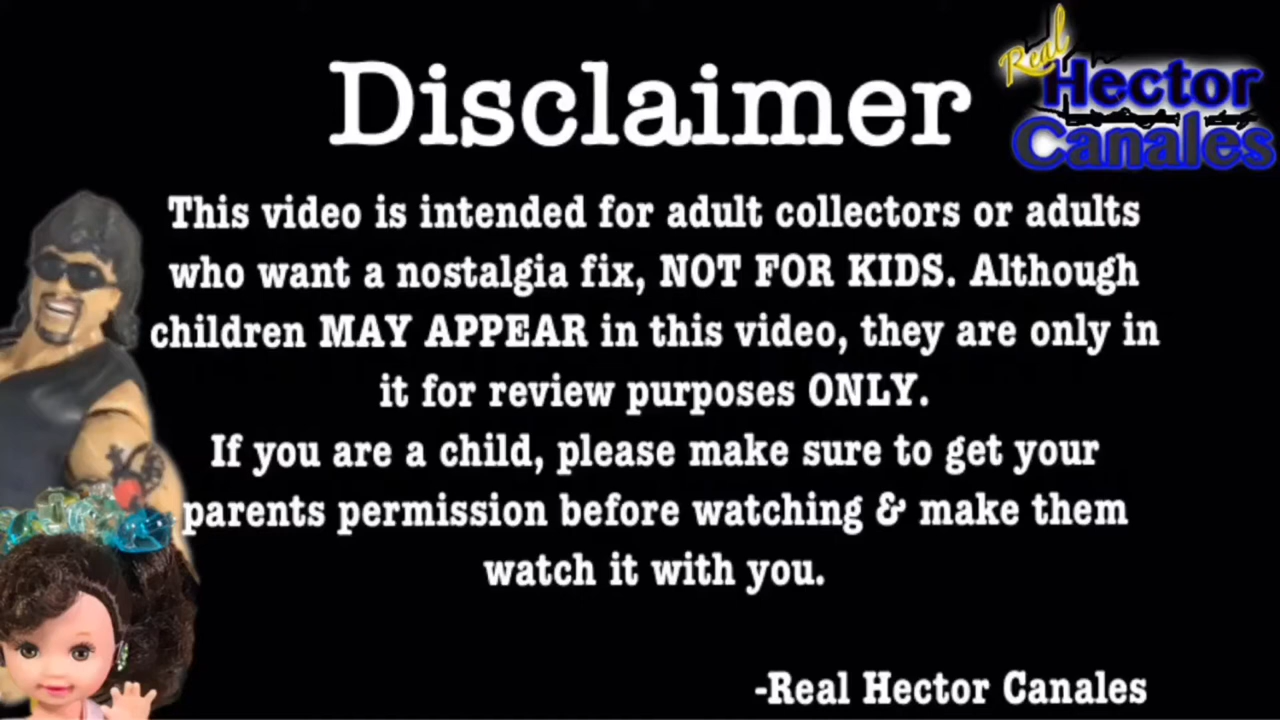 Disclaimer
Real
Hector
Canales
This video is intended for adult collectors or adults
who want a nostalgia fix, NOT FOR KIDS. Although
children MAY APPEAR in this video, they are only in
it for review purposes ONLY.
If you are a child, please make sure to get your
parents permission before watching & make them
watch it with you.
-Real Hector Canales